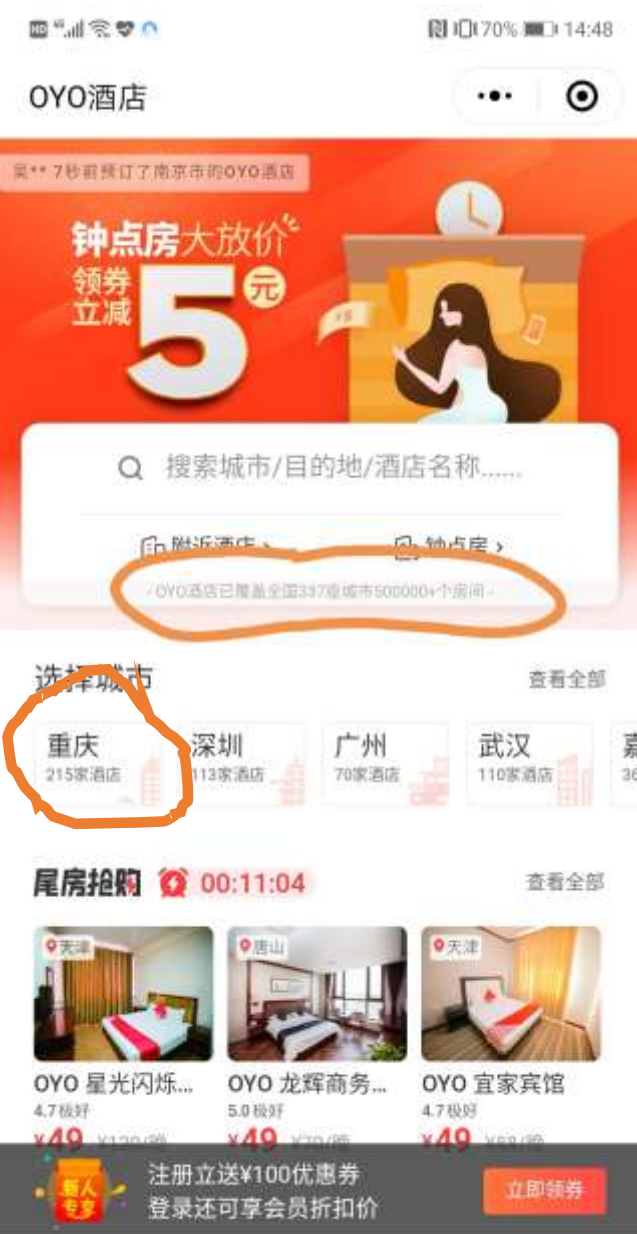 HD 4G 70% 14:48
OYO酒店
吴** 7秒前预订了南京市的OYO酒店
钟点房大放价
领券
立减
5元
搜索城市/目的地/酒店名称......
附近酒店 ›
钟点房 ›
- OYO酒店已覆盖全国337座城市500000+个房间 -
选择城市 查看全部
重庆 深圳 广州 武汉
215家酒店 113家酒店 70家酒店 110家酒店 36
尾房抢购 00:11:04 查看全部
天津 唐山 天津
OYO 星光闪烁... OYO 龙辉商务... OYO 宜家宾馆
4.7极好 5.0极好 4.7极好
¥49 ¥49 ¥49
新人
专享
注册立送¥100优惠券
登录还可享会员折扣价
立即领券